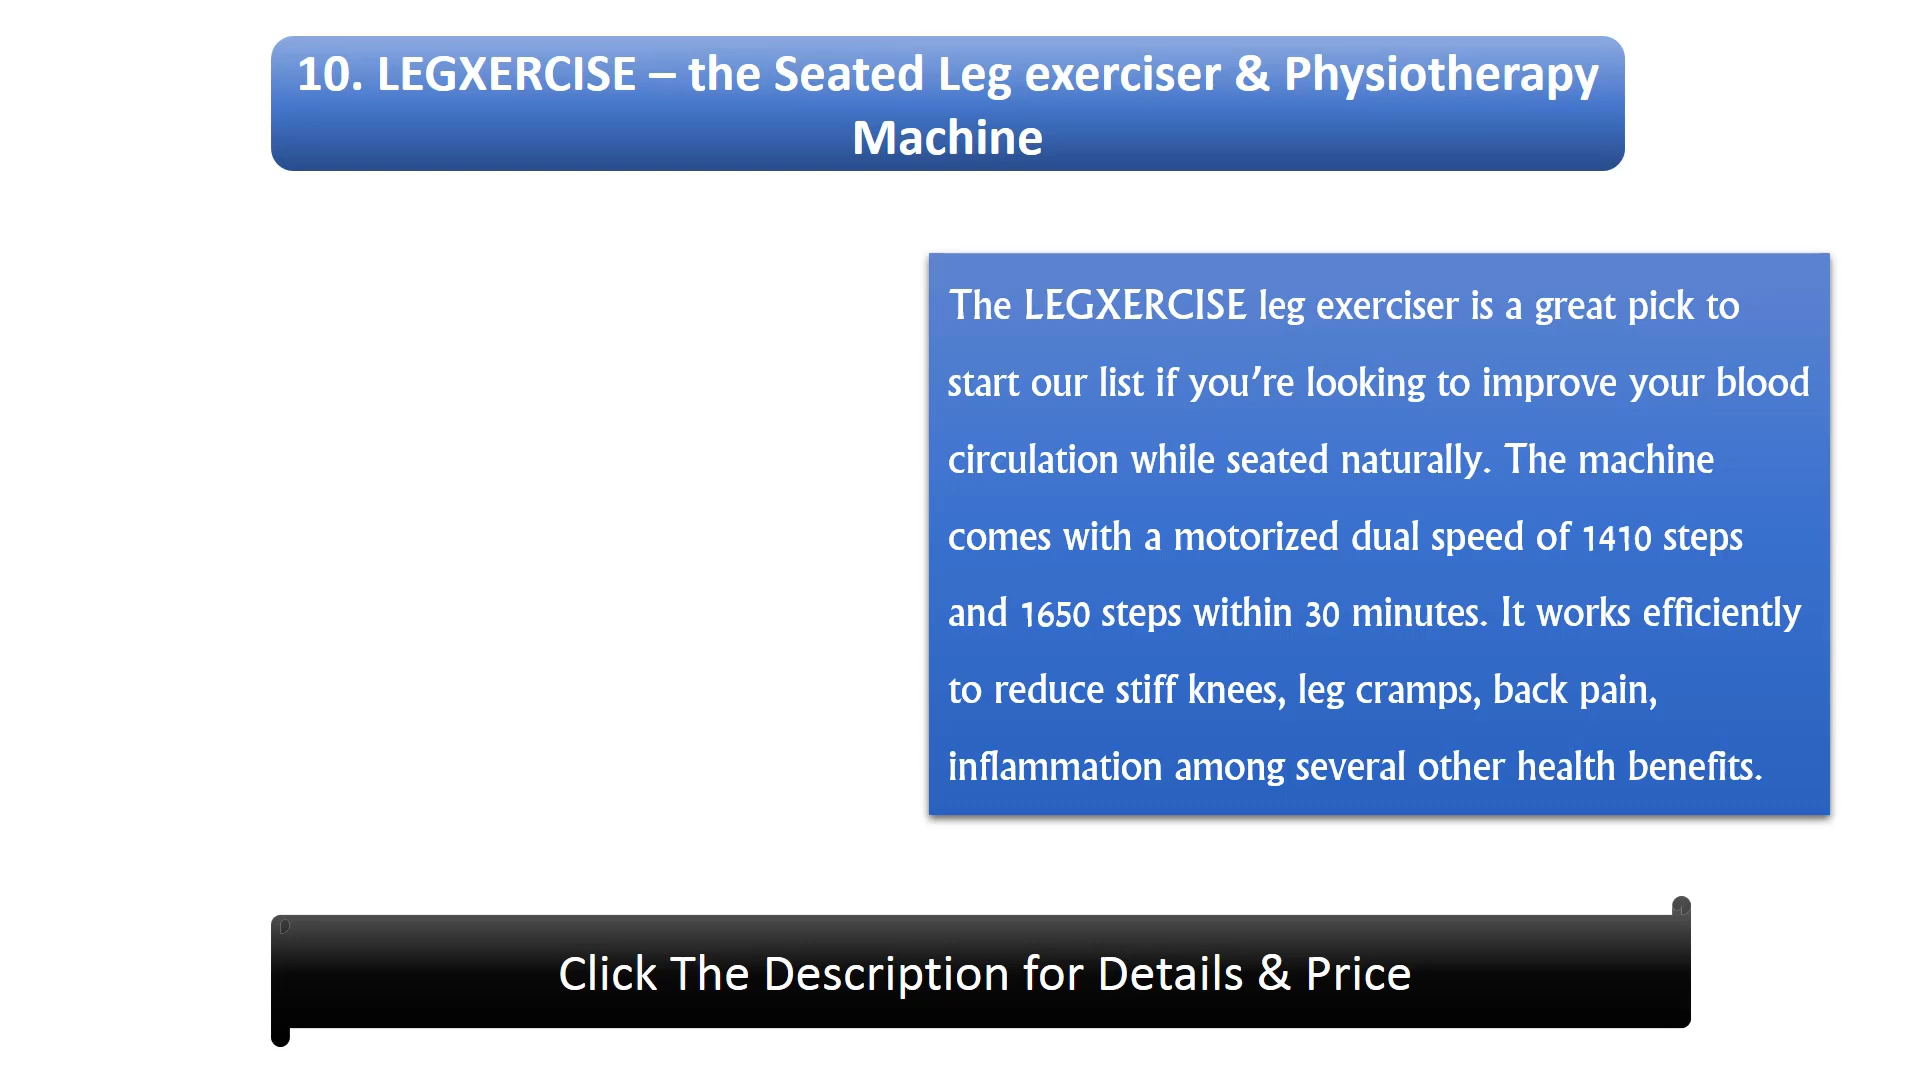 10. LEGXERCISE – the Seated Leg exerciser & Physiotherapy
Machine
The LEGXERCISE leg exerciser is a great pick to
start our list if you’re looking to improve your blood
circulation while seated naturally. The machine
comes with a motorized dual speed of 1410 steps
and 1650 steps within 30 minutes. It works efficiently
to reduce stiff knees, leg cramps, back pain,
inflammation among several other health benefits.
Click The Description for Details & Price